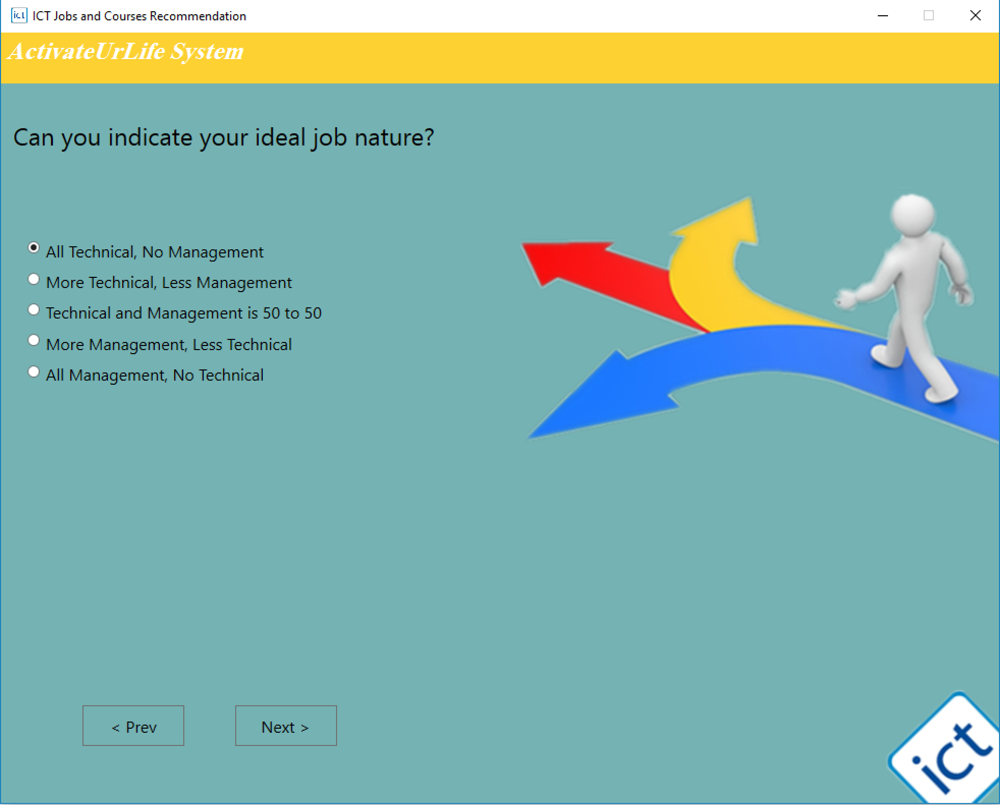 ict ICT Jobs and Courses Recommendation
ActivateUrLife System
Can you indicate your ideal job nature?
All Technical, No Management
More Technical, Less Management
Technical and Management is 50 to 50
More Management, Less Technical
All Management, No Technical
< Prev
Next >
ict